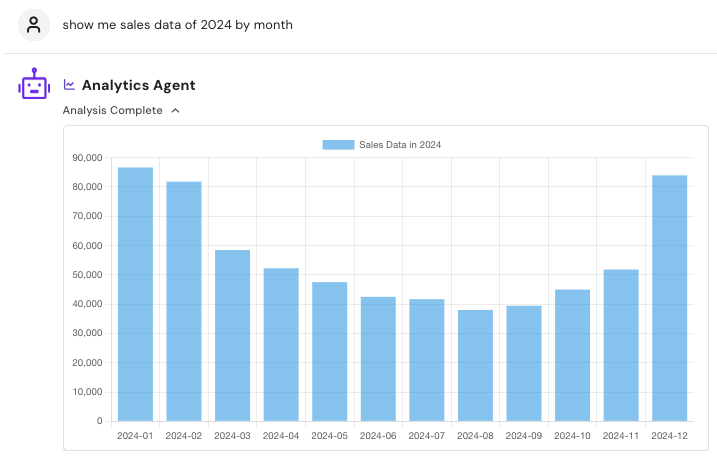 show me sales data of 2024 by month
Analytics Agent
Analysis Complete
Sales Data in 2024
90,000
80,000
70,000
60,000
50,000
40,000
30,000
20,000
10,000
0
2024-01 2024-02 2024-03 2024-04 2024-05 2024-06 2024-07 2024-08 2024-09 2024-10 2024-11 2024-12